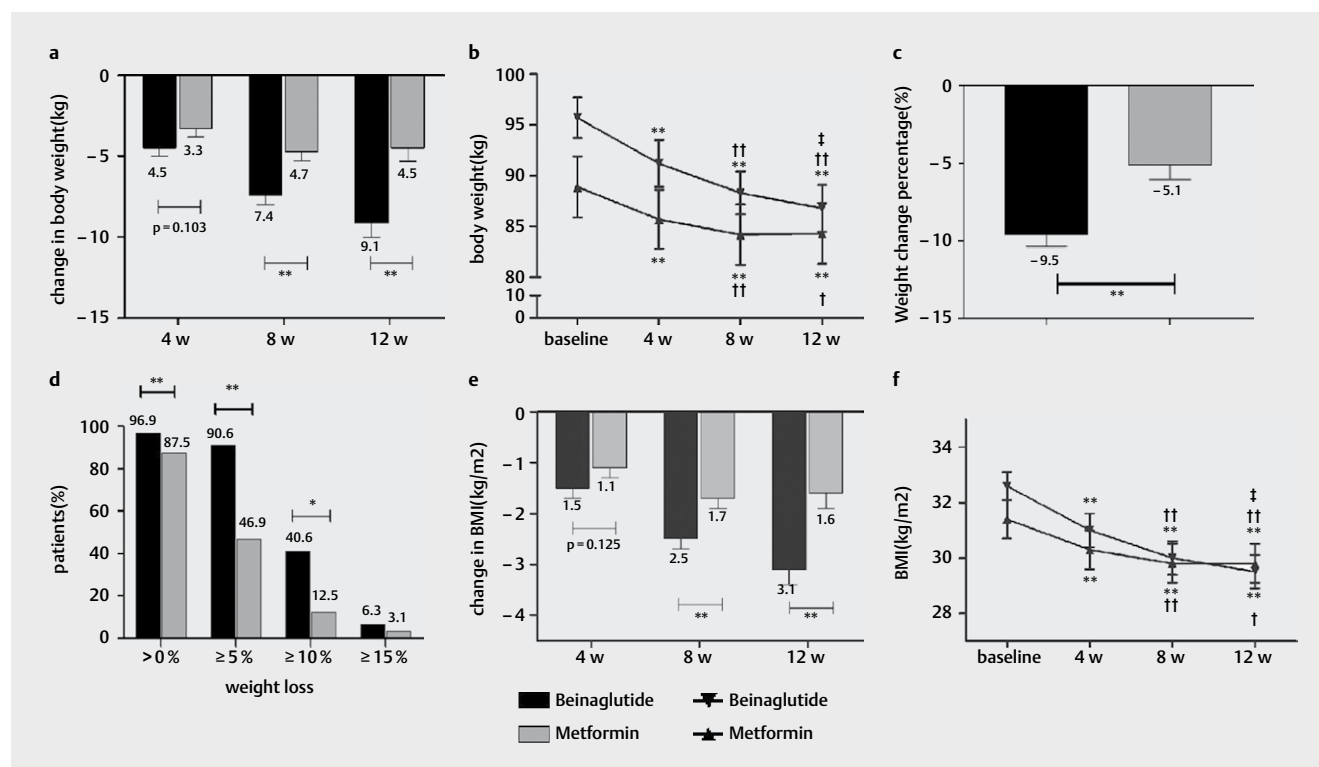 a
change in body weight(kg)
0
–5
–10
–15
4.5
3.3
7.4
4.7
9.1
4.5
p=0.103
**
**
4 w
8 w
12 w
b
body weight(kg)
100
95
90
85
80
10
0
**
††
**
‡
††
**
**
**
††
**
†
baseline
4 w
8 w
12 w
c
Weight change percentage(%)
0
–5
–10
–15
–9.5
–5.1
**
d
patients(%)
100
80
60
40
20
0
**
**
*
96.9
87.5
90.6
46.9
40.6
12.5
6.3
3.1
>0%
≥5%
≥10%
≥15%
weight loss
e
change in BMI(kg/m2)
0
–1
–2
–3
–4
1.5
1.1
2.5
1.7
3.1
1.6
p=0.125
**
**
4 w
8 w
12 w
f
BMI(kg/m2)
34
32
30
28
**
††
**
‡
††
**
**
**
††
**
†
baseline
4 w
8 w
12 w
Beinaglutide
Beinaglutide
Metformin
Metformin